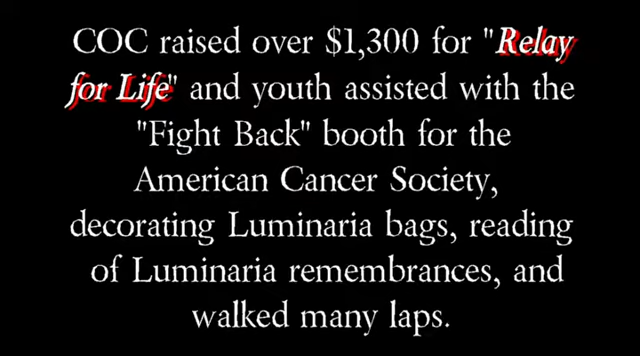 COC raised over $1,300 for "Relay
for Life" and youth assisted with the
"Fight Back" booth for the
American Cancer Society,
decorating Luminaria bags, reading
of Luminaria remembrances, and
walked many laps.